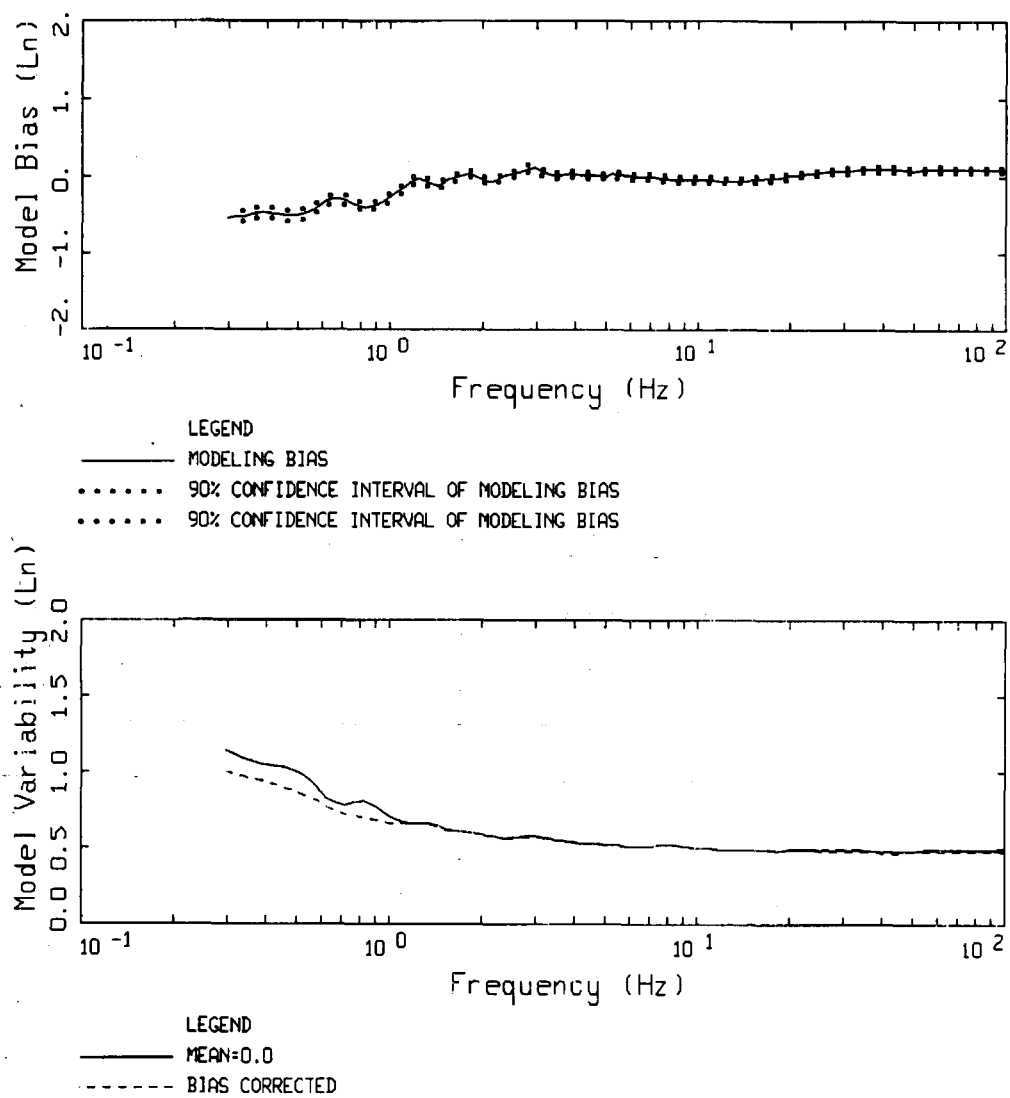 Model Bias (Ln)
2.
1.
0.
-1.
-2.
10 -1
10 0
10 1
10 2
Frequency (Hz)
LEGEND
MODELING BIAS
90% CONFIDENCE INTERVAL OF MODELING BIAS
90% CONFIDENCE INTERVAL OF MODELING BIAS
Model Variability (Ln)
2.0
1.5
1.0
0.5
0.0
10 -1
10 0
10 1
10 2
Frequency (Hz)
LEGEND
MEAN=0.0
BIAS CORRECTED